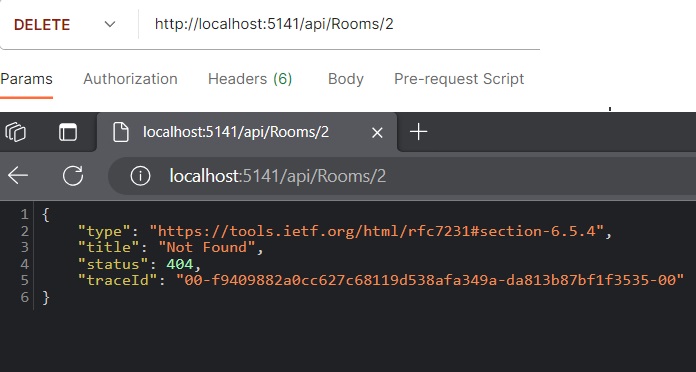 DELETE http://localhost:5141/api/Rooms/2
Params Authorization Headers (6) Body Pre-request Script
localhost:5141/api/Rooms/2
localhost:5141/api/Rooms/2
1 {
2 "type": "https://tools.ietf.org/html/rfc7231#section-6.5.4",
3 "title": "Not Found",
4 "status": 404,
5 "traceId": "00-f9409882a0cc627c68119d538afa349a-da813b87bf1f3535-00"
6 }